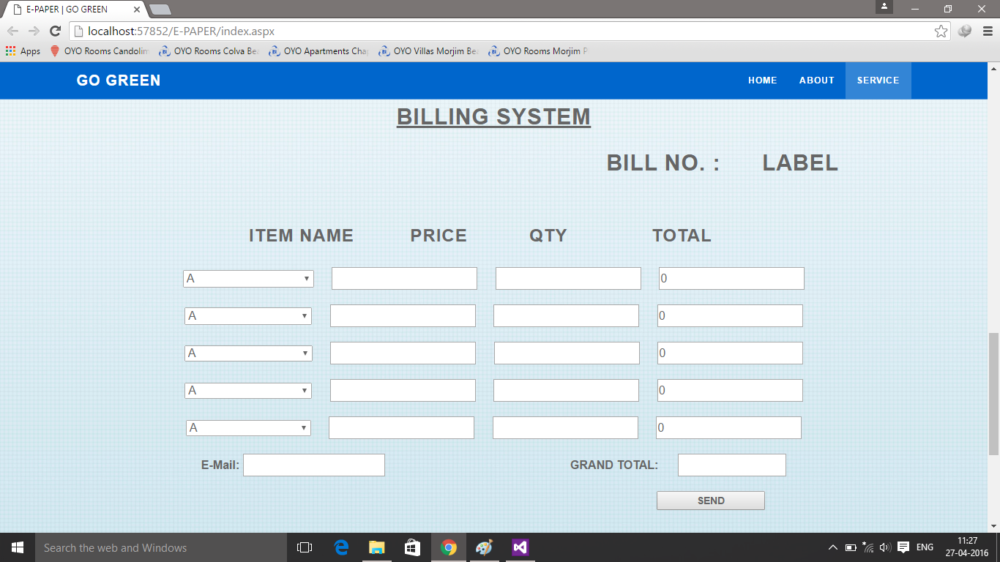 E-PAPER | GO GREEN
localhost:57852/E-PAPER/index.aspx
Apps OYO Rooms Candolim OYO Rooms Colva Bea OYO Apartments Cha OYO Villas Morjim Bea OYO Rooms Morjim P
GO GREEN HOME ABOUT SERVICE
BILLING SYSTEM
BILL NO. : LABEL
ITEM NAME PRICE QTY TOTAL
A 0
A 0
A 0
A 0
A 0
E-Mail: GRAND TOTAL:
SEND
Search the web and Windows ENG 11:27
27-04-2016